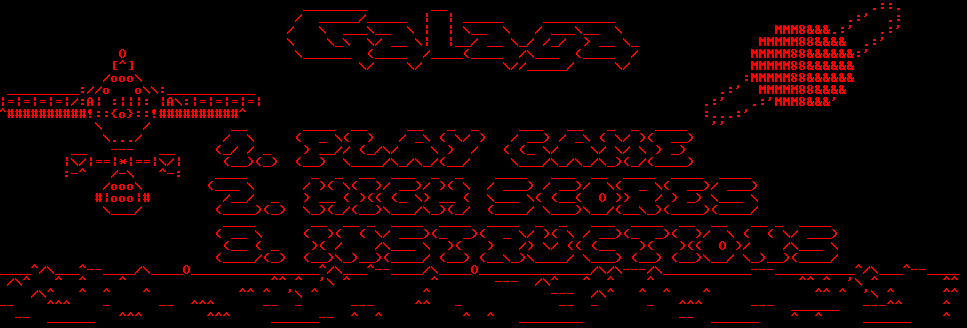 Galaga
1. PLAY GAME
2. HIGH SCORES
3. INSTRUCTIONS